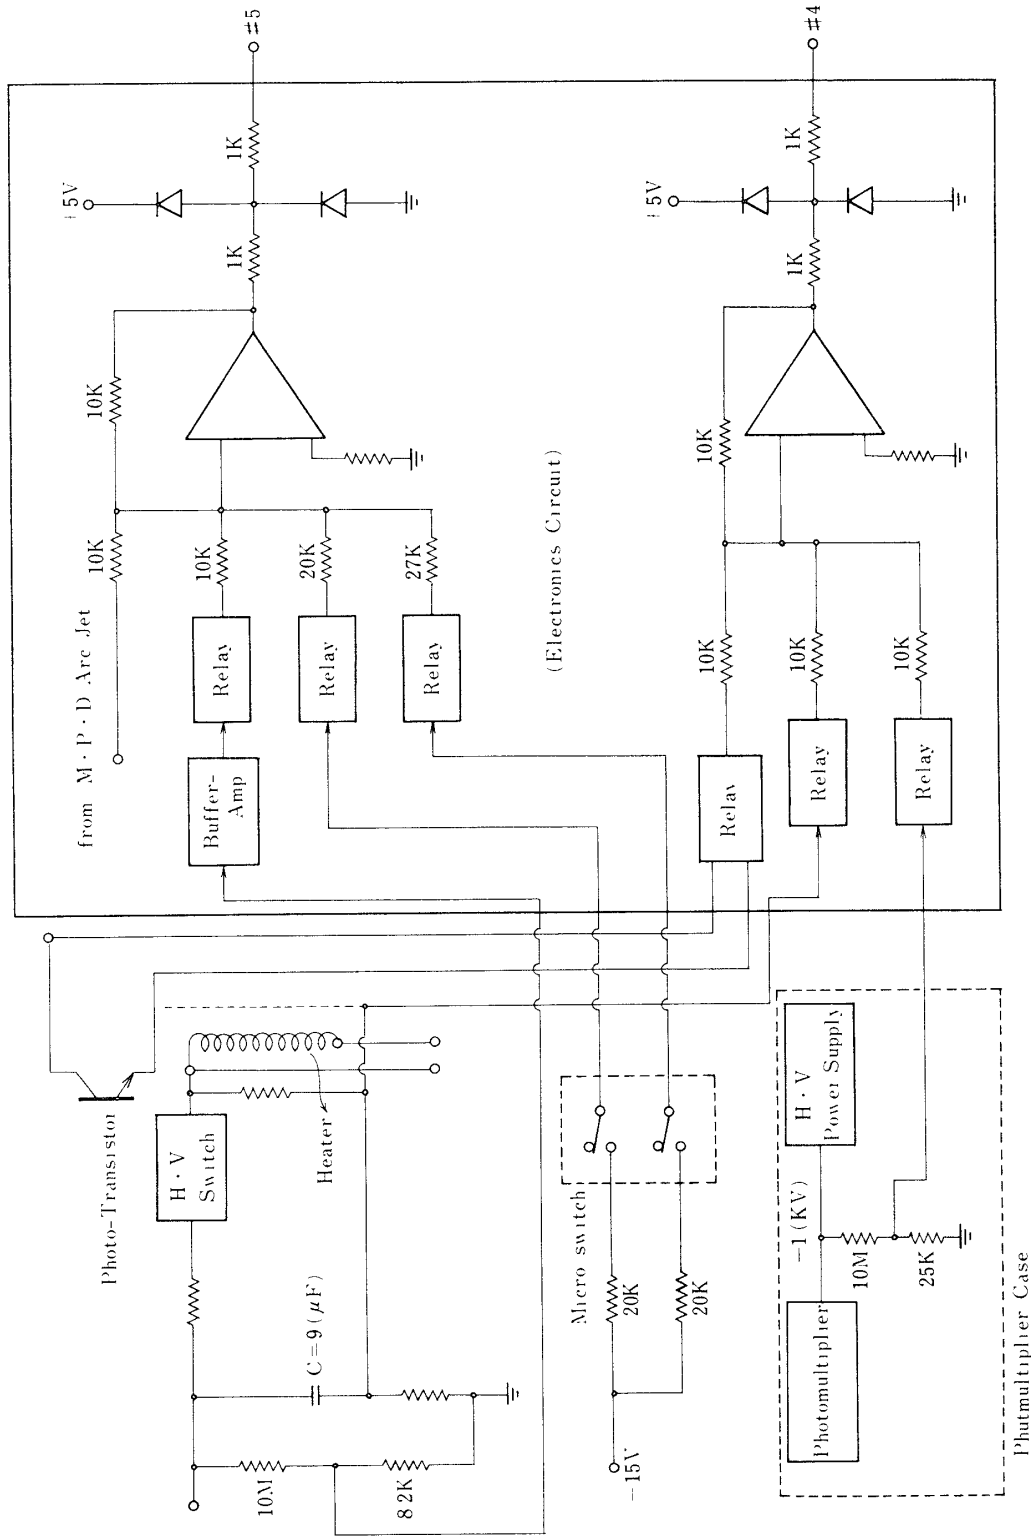 #5
#4
1K
1K
+5V
+5V
1K
1K
10K
10K
10K
10K
20K
27K
(Electronics Circuit)
from M・P・D Arc Jet
10K
10K
10K
Relay
Relay
Relay
Buffer-
Amp
Relay
Relay
Relay
Photo-Transistor
H・V
Switch
Heater
Micro switch
H・V
Power Supply
−1(KV)
C=9(μF)
20K
20K
10M
25K
10M
82K
−15V
Photomultiplier
Phutmultiplier Case